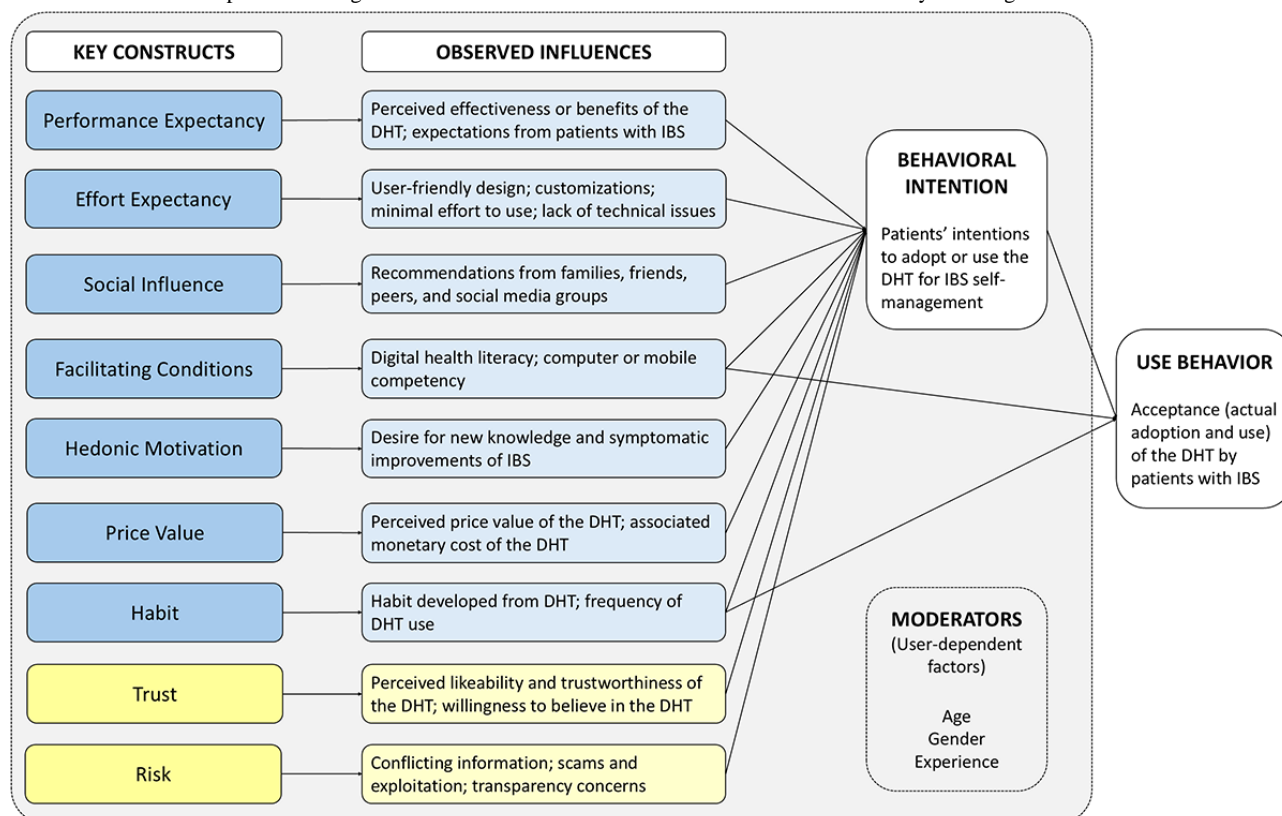 KEY CONSTRUCTS
OBSERVED INFLUENCES
Performance Expectancy
Perceived effectiveness or benefits of the
DHT; expectations from patients with IBS
Effort Expectancy
User-friendly design; customizations;
minimal effort to use; lack of technical issues
Social Influence
Recommendations from families, friends,
peers, and social media groups
Facilitating Conditions
Digital health literacy; computer or mobile
competency
Hedonic Motivation
Desire for new knowledge and symptomatic
improvements of IBS
Price Value
Perceived price value of the DHT; associated
monetary cost of the DHT
Habit
Habit developed from DHT; frequency of
DHT use
Trust
Perceived likeability and trustworthiness of
the DHT; willingness to believe in the DHT
Risk
Conflicting information; scams and
exploitation; transparency concerns
BEHAVIORAL
INTENTION
Patients' intentions
to adopt or use the
DHT for IBS self-
management
USE BEHAVIOR
Acceptance (actual
adoption and use)
of the DHT by
patients with IBS
MODERATORS
(User-dependent
factors)
Age
Gender
Experience